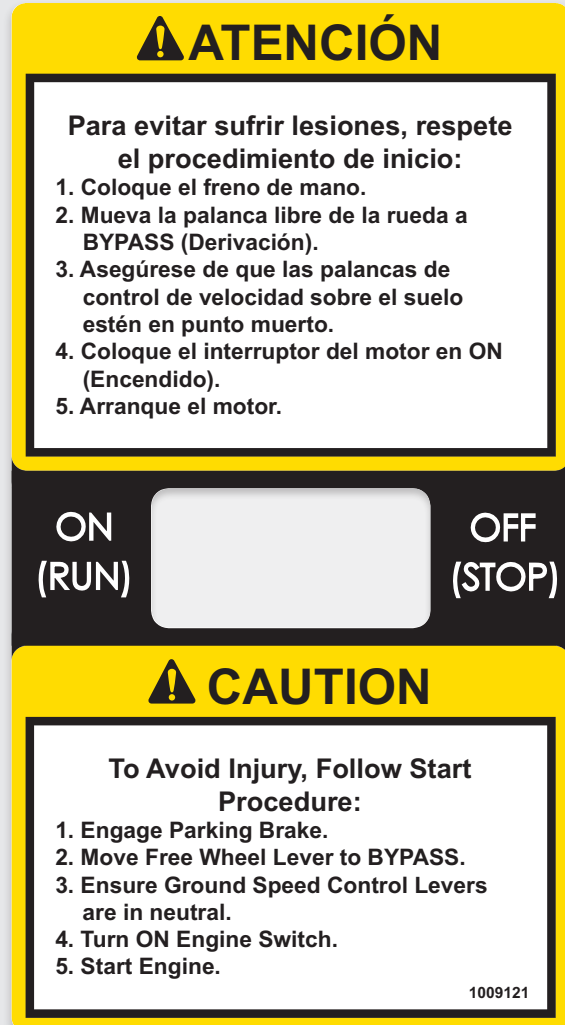 ATENCIÓN
Para evitar sufrir lesiones, respete
el procedimiento de inicio:
1. Coloque el freno de mano.
2. Mueva la palanca libre de la rueda a
BYPASS (Derivación).
3. Asegúrese de que las palancas de
control de velocidad sobre el suelo
estén en punto muerto.
4. Coloque el interruptor del motor en ON
(Encendido).
5. Arranque el motor.
ON
(RUN)
OFF
(STOP)
CAUTION
To Avoid Injury, Follow Start
Procedure:
1. Engage Parking Brake.
2. Move Free Wheel Lever to BYPASS.
3. Ensure Ground Speed Control Levers
are in neutral.
4. Turn ON Engine Switch.
5. Start Engine.
1009121